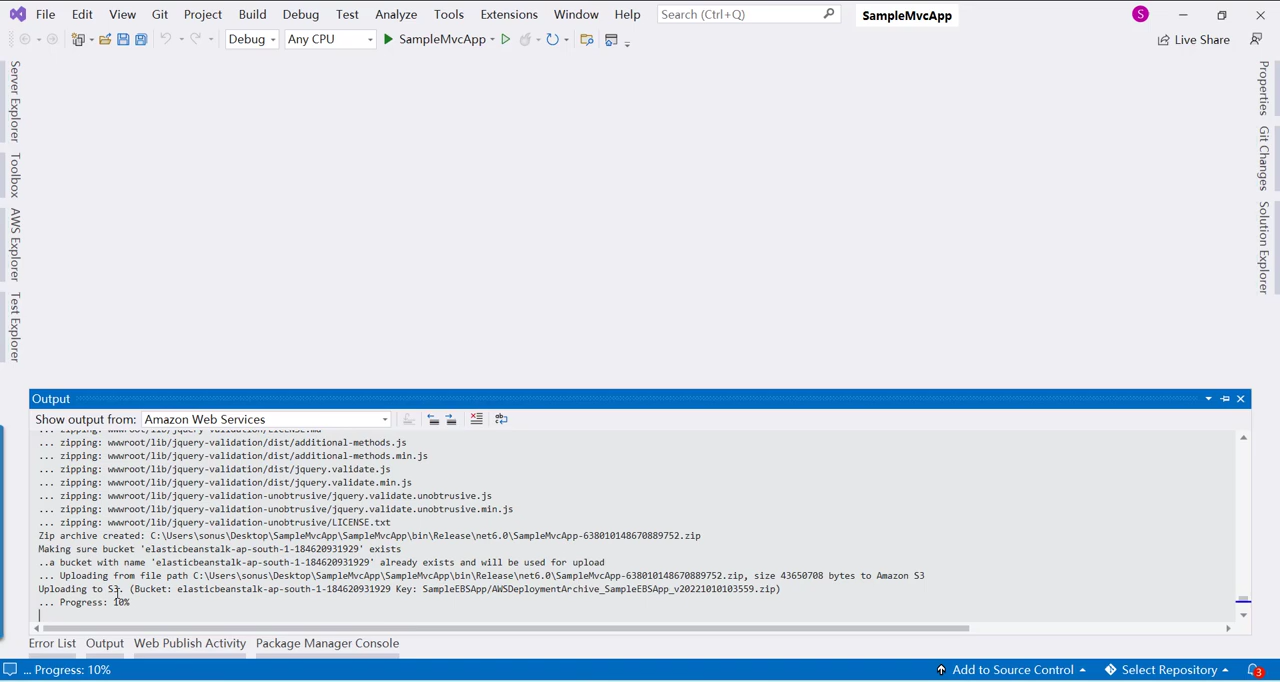 File Edit View Git Project Build Debug Test Analyze Tools Extensions Window Help Search (Ctrl+Q) SampleMvcApp S
Debug Any CPU SampleMvcApp Live Share
Server Explorer
Toolbox
AWS Explorer
Test Explorer
Properties
Git Changes
Solution Explorer
Output
Show output from: Amazon Web Services
... zipping: wwwroot/lib/jquery-validation/LICENSE.md
... zipping: wwwroot/lib/jquery-validation/dist/additional-methods.js
... zipping: wwwroot/lib/jquery-validation/dist/additional-methods.min.js
... zipping: wwwroot/lib/jquery-validation/dist/jquery.validate.js
... zipping: wwwroot/lib/jquery-validation/dist/jquery.validate.min.js
... zipping: wwwroot/lib/jquery-validation-unobtrusive/jquery.validate.unobtrusive.js
... zipping: wwwroot/lib/jquery-validation-unobtrusive/jquery.validate.unobtrusive.min.js
... zipping: wwwroot/lib/jquery-validation-unobtrusive/LICENSE.txt
Zip archive created: C:\Users\sonus\Desktop\SampleMvcApp\SampleMvcApp\bin\Release\net6.0\SampleMvcApp-638010148670889752.zip
Making sure bucket 'elasticbeanstalk-ap-south-1-184620931929' exists
..a bucket with name 'elasticbeanstalk-ap-south-1-184620931929' already exists and will be used for upload
... Uploading from file path C:\Users\sonus\Desktop\SampleMvcApp\SampleMvcApp\bin\Release\net6.0\SampleMvcApp-638010148670889752.zip, size 43650708 bytes to Amazon S3
Uploading to S3. (Bucket: elasticbeanstalk-ap-south-1-184620931929 Key: SampleEBSApp/AWSDeploymentArchive_SampleEBSApp_v20221010103559.zip)
... Progress: 10%
Error List Output Web Publish Activity Package Manager Console
... Progress: 10% Add to Source Control Select Repository 3